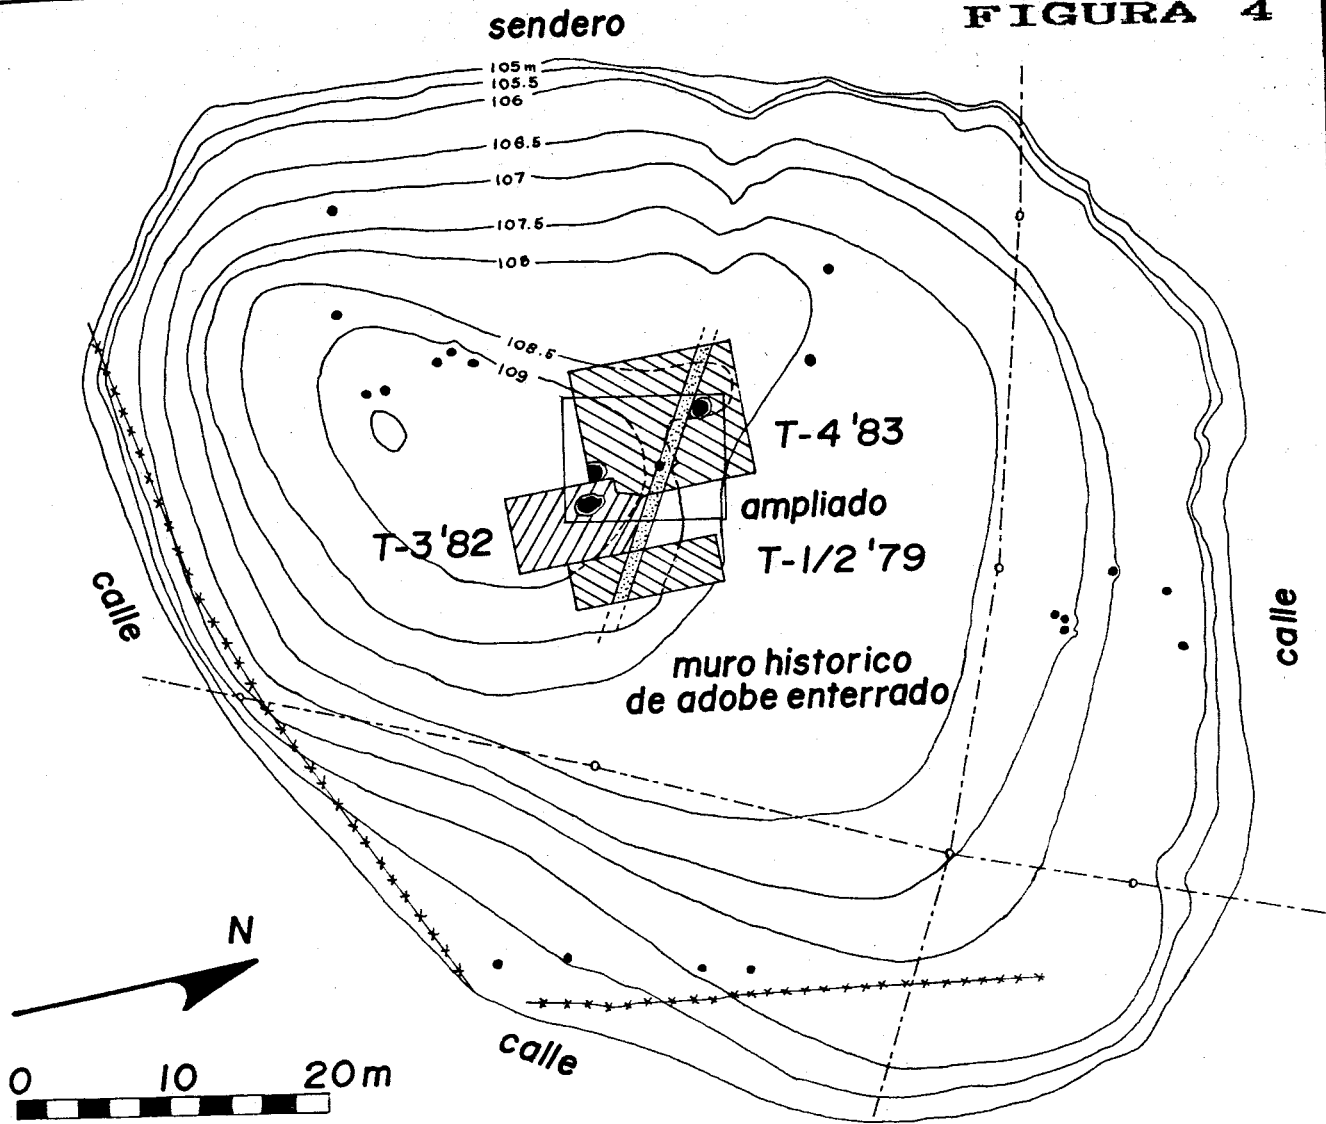 FIGURA 4
sendero
105m
105.5
106
106.5
107
107.5
108
108.5
109
T-4 '83
ampliado
T-3 '82
T-1/2 '79
calle
calle
muro historico
de adobe enterrado
N
calle
0 10 20m